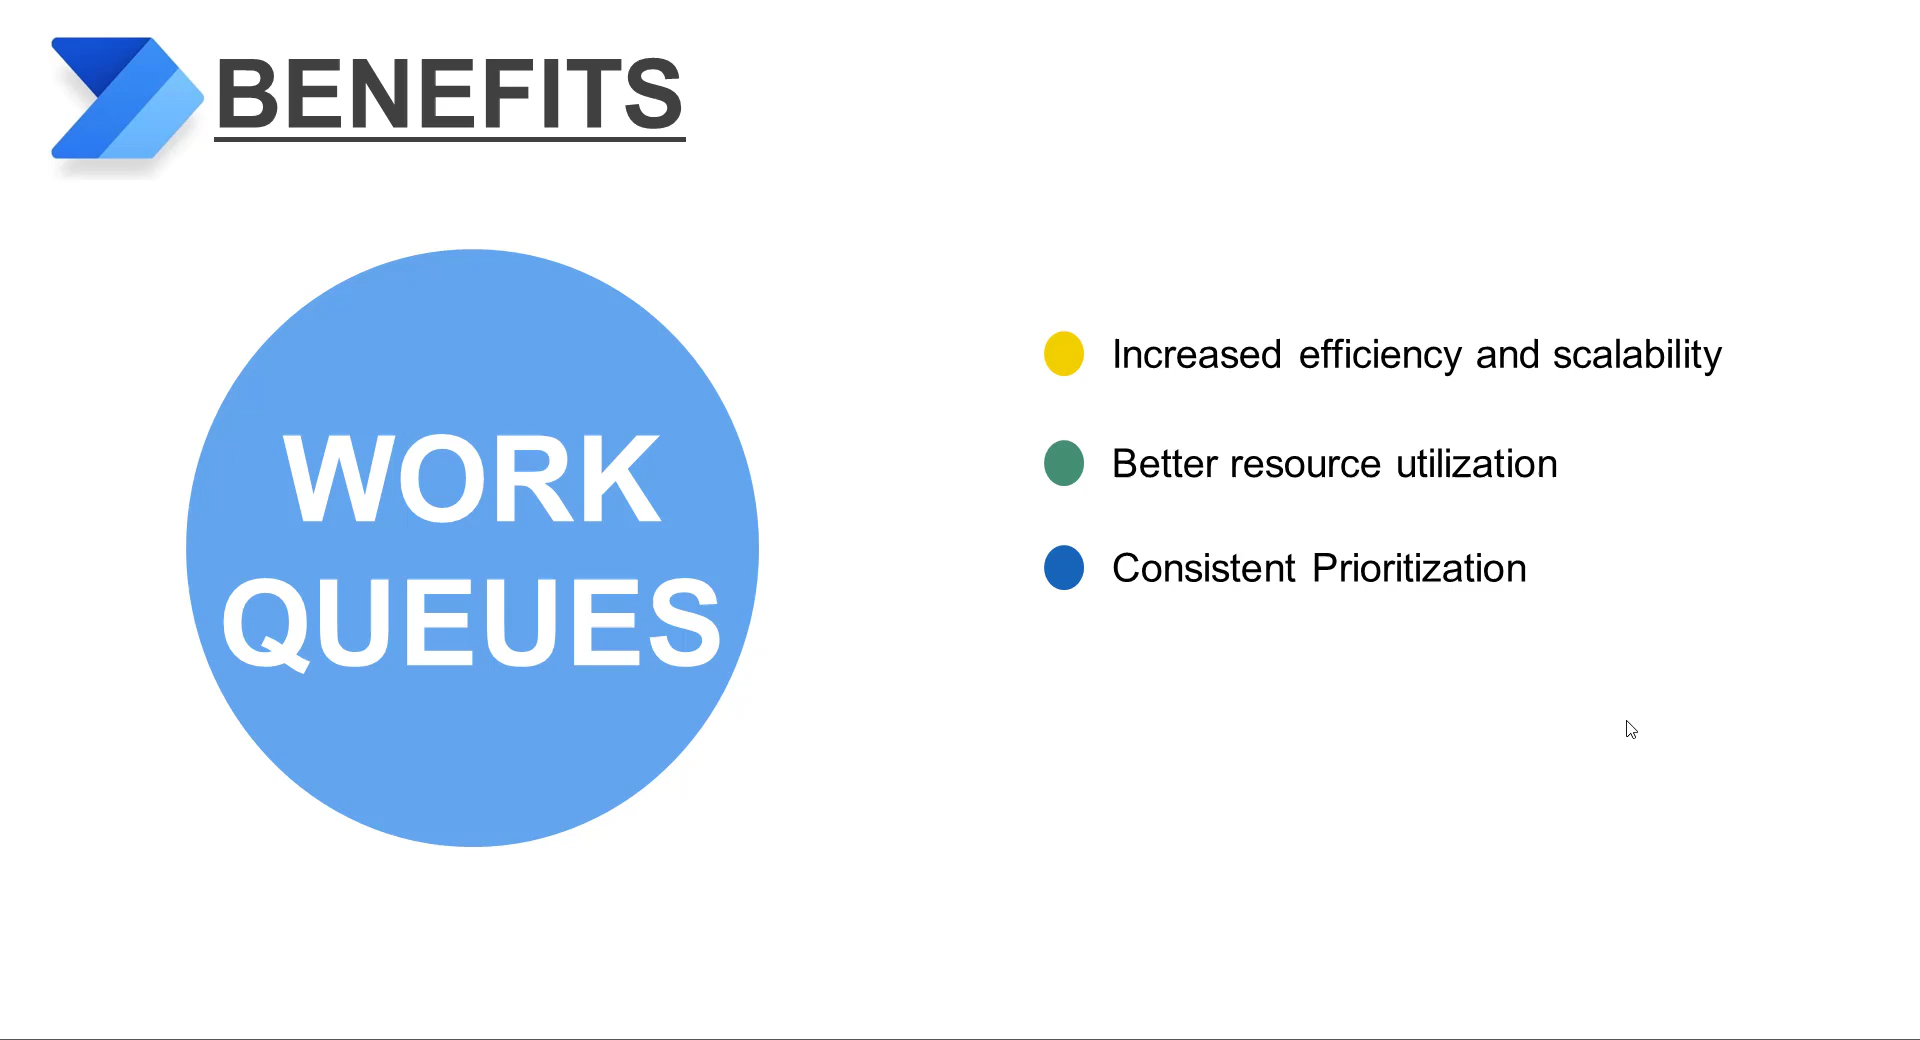 BENEFITS
WORK
QUEUES
Increased efficiency and scalability
Better resource utilization
Consistent Prioritization